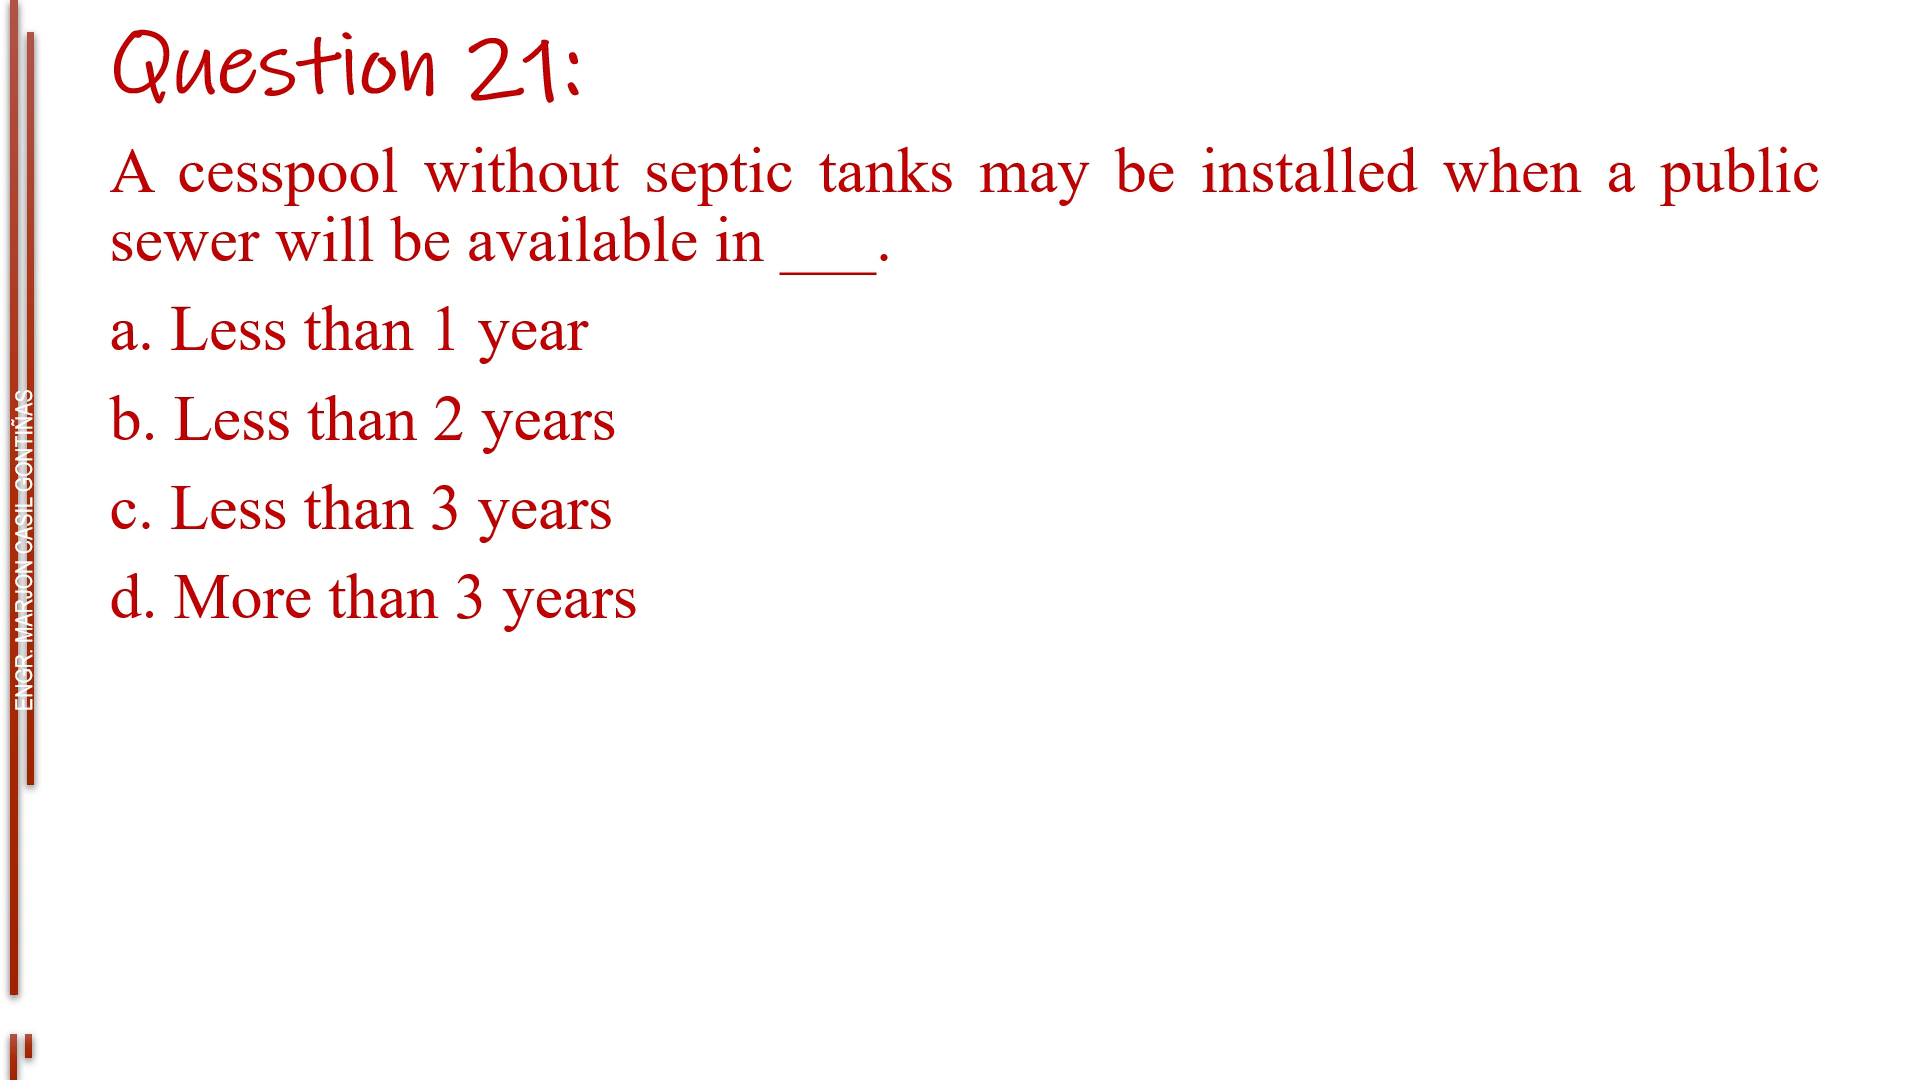 Question 21:
A cesspool without septic tanks may be installed when a public
sewer will be available in ___.
a. Less than 1 year
b. Less than 2 years
c. Less than 3 years
d. More than 3 years
ENGR. MARJON CASIL GONTIÑAS